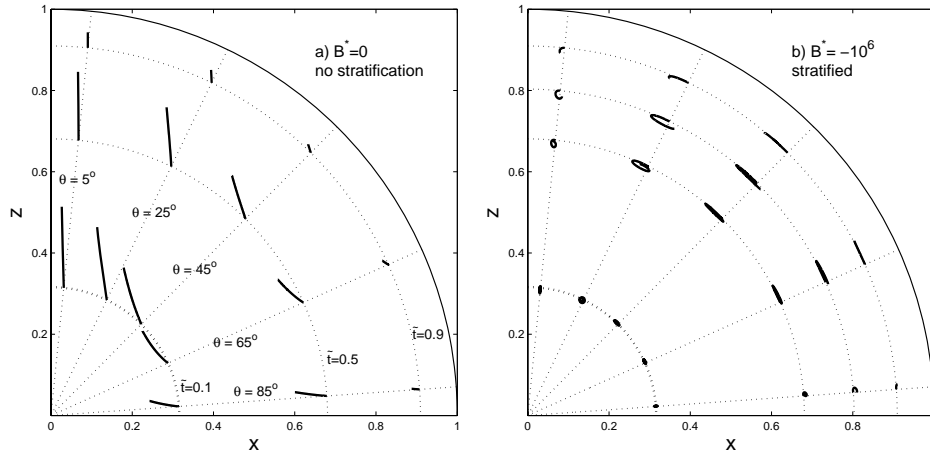 1
0.8
0.6
0.4
0.2
0
0
0.2
0.4
0.6
0.8
1
Z
X
a) B*=0
no stratification
θ = 5°
θ = 25°
θ = 45°
θ = 65°
θ = 85°
t̃=0.1
t̃=0.5
t̃=0.9
1
0.8
0.6
0.4
0.2
0
0
0.2
0.4
0.6
0.8
Z
X
b) B* = −10⁶
stratified